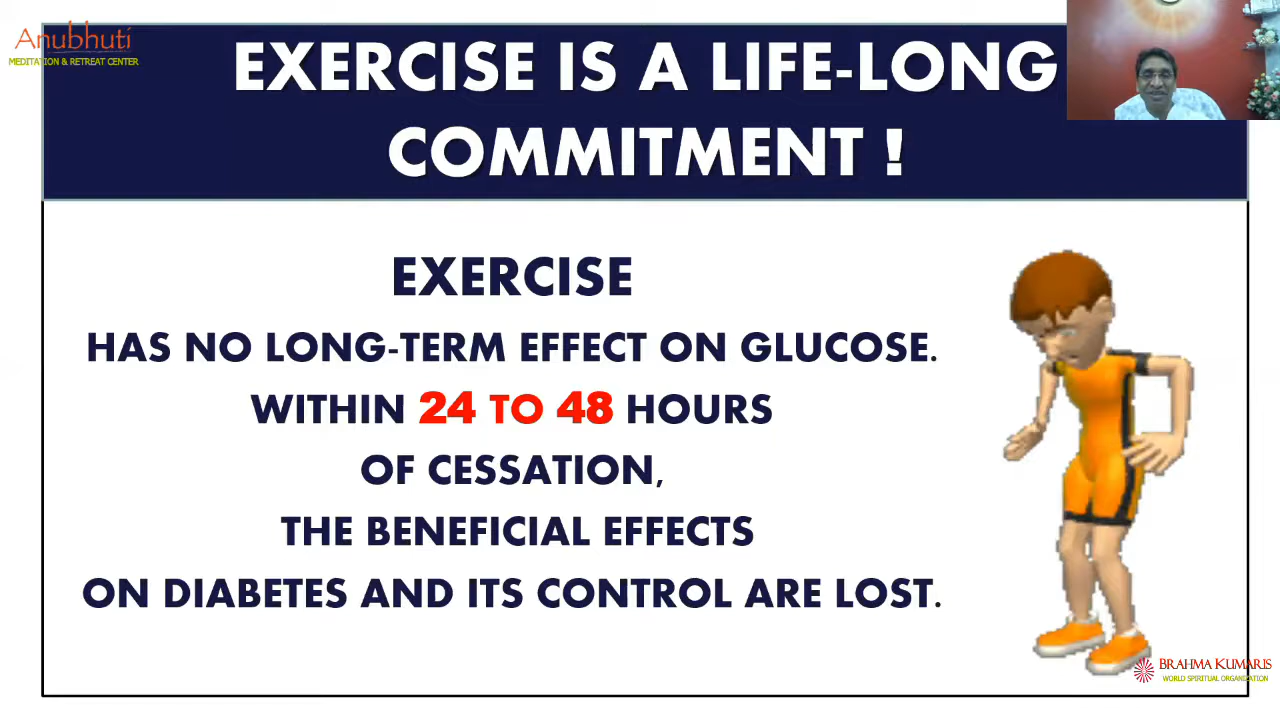 Anubhuti
MEDITATION & RETREAT CENTER
EXERCISE IS A LIFE-LONG
COMMITMENT !
EXERCISE
HAS NO LONG-TERM EFFECT ON GLUCOSE.
WITHIN 24 TO 48 HOURS
OF CESSATION,
THE BENEFICIAL EFFECTS
ON DIABETES AND ITS CONTROL ARE LOST.
BRAHMA KUMARIS
WORLD SPIRITUAL ORGANIZATION